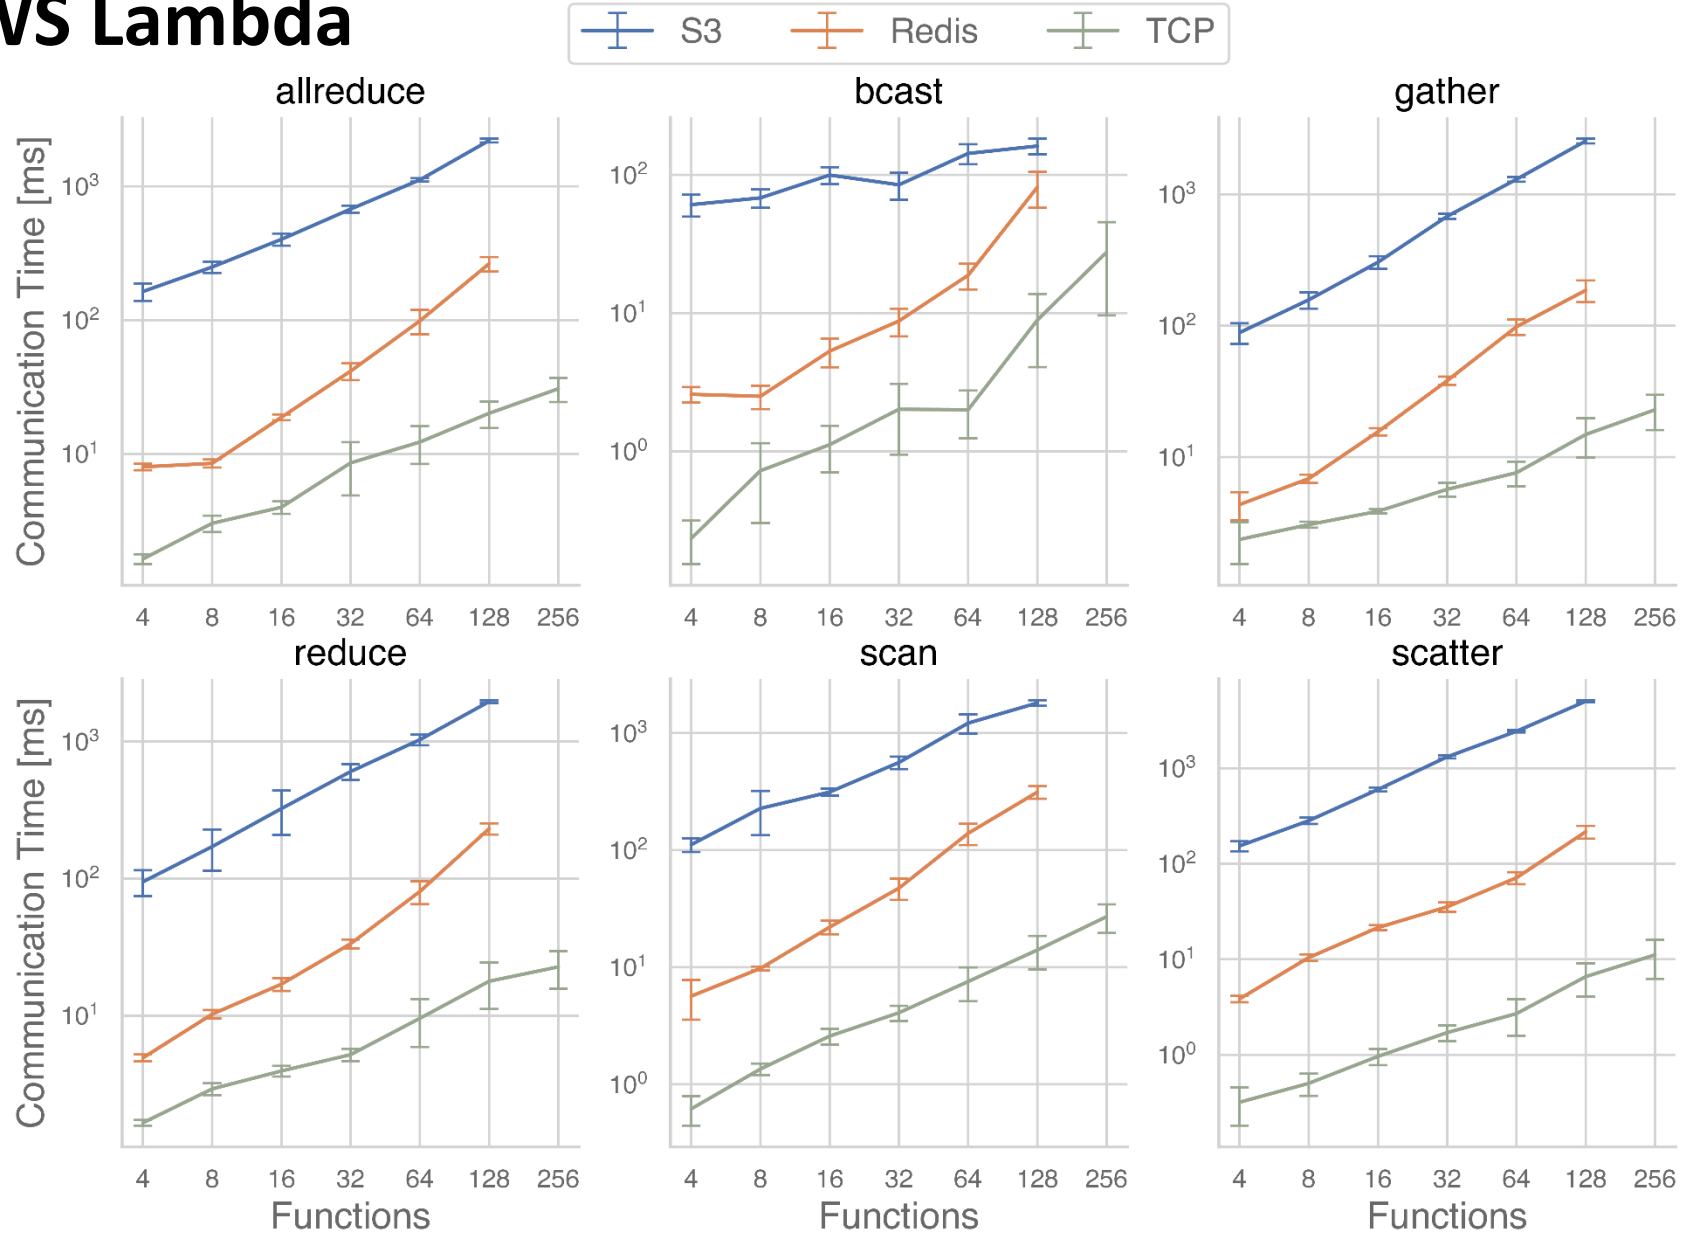 WS Lambda
S3 Redis TCP
allreduce bcast gather
Communication Time [ms]
10³ 10² 10¹
10² 10¹ 10⁰
10³ 10² 10¹
4 8 16 32 64 128 256
4 8 16 32 64 128 256
4 8 16 32 64 128 256
reduce scan scatter
Communication Time [ms]
10³ 10² 10¹
10³ 10² 10¹ 10⁰
10³ 10² 10¹ 10⁰
4 8 16 32 64 128 256
4 8 16 32 64 128 256
4 8 16 32 64 128 256
Functions Functions Functions